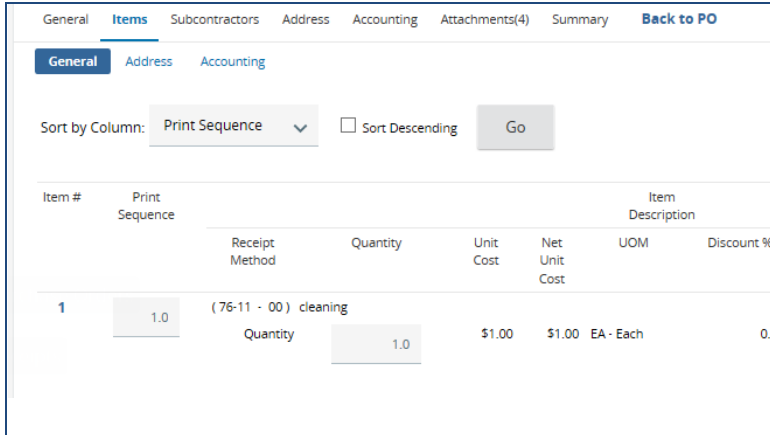 General Items Subcontractors Address Accounting Attachments(4) Summary Back to PO
General Address Accounting
Sort by Column: Print Sequence Sort Descending Go
Item # Print Item
Sequence Description
Receipt Quantity Unit Net UOM Discount %
Method Cost Unit
Cost
1 1.0 ( 76-11 - 00 ) cleaning
Quantity 1.0 $1.00 $1.00 EA - Each 0.